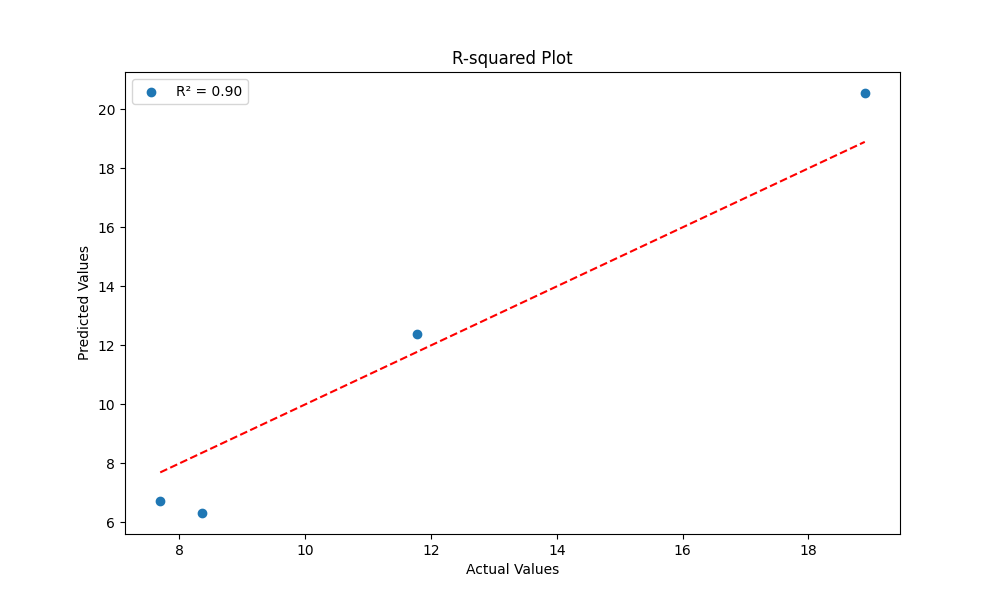 R-squared Plot
R² = 0.90
20
18
16
14
12
10
8
6
Predicted Values
8 10 12 14 16 18
Actual Values